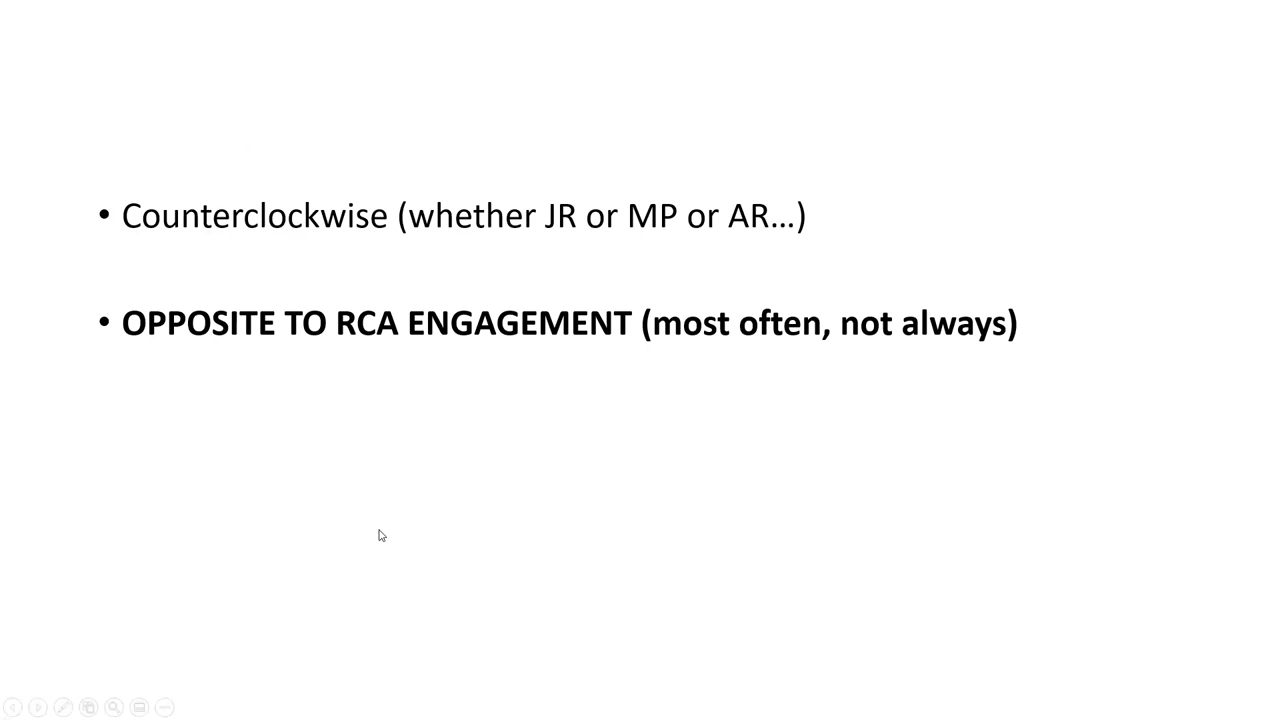 • Counterclockwise (whether JR or MP or AR…)
• OPPOSITE TO RCA ENGAGEMENT (most often, not always)